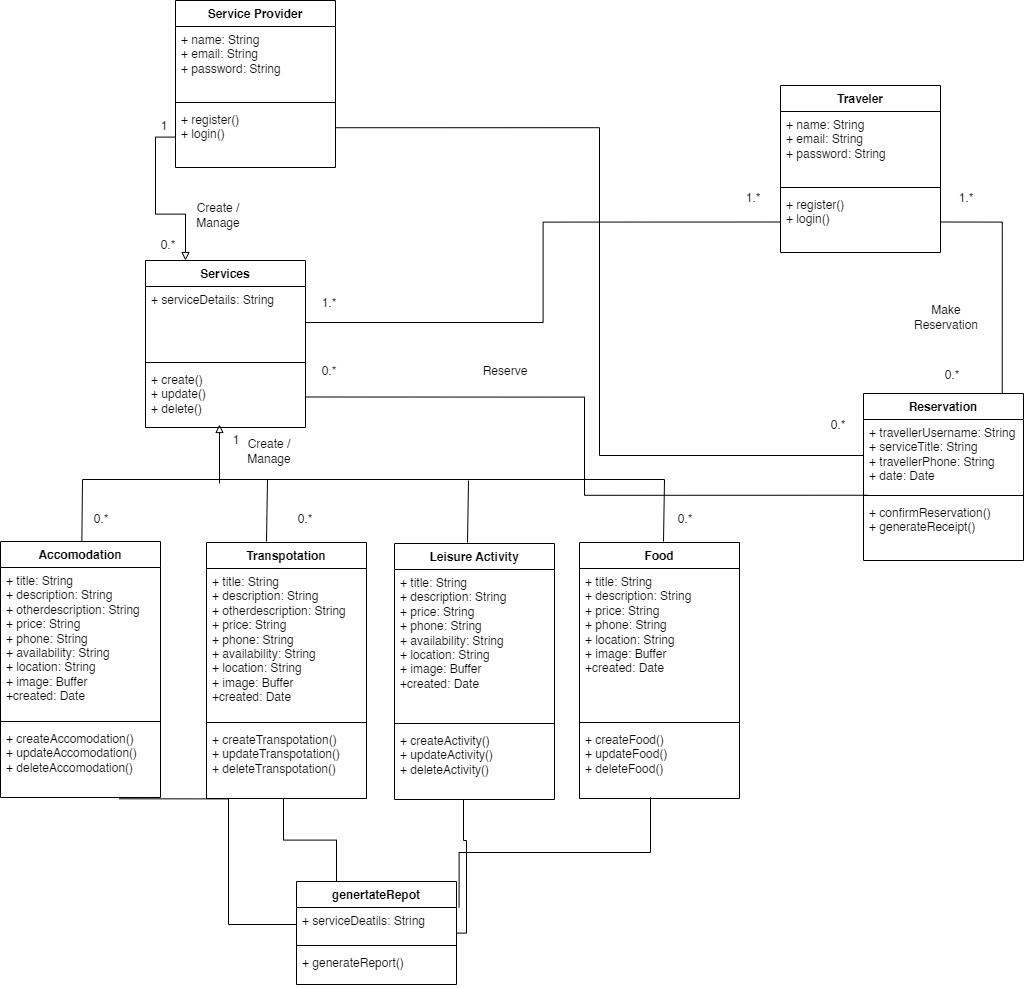 Service Provider
+ name: String
+ email: String
+ password: String
+ register()
+ login()
1
Create /
Manage
0.*
Traveler
+ name: String
+ email: String
+ password: String
+ register()
+ login()
1.*
1.*
Services
+ serviceDetails: String
+ create()
+ update()
+ delete()
1.*
0.*
Reserve
Make
Reservation
0.*
0.*
Reservation
+ travellerUsername: String
+ serviceTitle: String
+ travellerPhone: String
+ date: Date
+ confirmReservation()
+ generateReceipt()
1
Create /
Manage
0.*
0.*
0.*
Accomodation
+ title: String
+ description: String
+ otherdescription: String
+ price: String
+ phone: String
+ availability: String
+ location: String
+ image: Buffer
+created: Date
+ createAccomodation()
+ updateAccomodation()
+ deleteAccomodation()
Transpotation
+ title: String
+ description: String
+ otherdescription: String
+ price: String
+ phone: String
+ availability: String
+ location: String
+ image: Buffer
+created: Date
+ createTranspotation()
+ updateTranspotation()
+ deleteTranspotation()
Leisure Activity
+ title: String
+ description: String
+ price: String
+ phone: String
+ availability: String
+ location: String
+ image: Buffer
+created: Date
+ createActivity()
+ updateActivity()
+ deleteActivity()
Food
+ title: String
+ description: String
+ price: String
+ phone: String
+ location: String
+ image: Buffer
+created: Date
+ createFood()
+ updateFood()
+ deleteFood()
genertateRepot
+ serviceDeatils: String
+ generateReport()